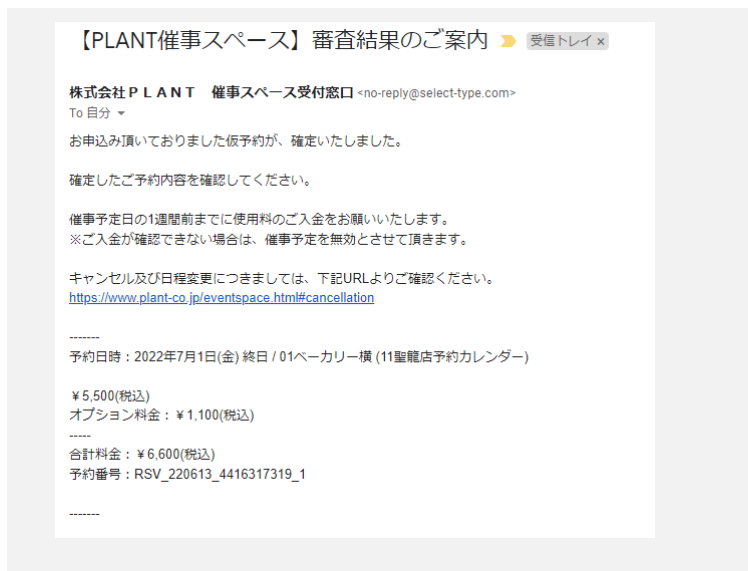 【PLANT催事スペース】審査結果のご案内 受信トレイ ×
株式会社ＰＬＡＮＴ　催事スペース受付窓口 <no-reply@select-type.com>
To 自分
お申込み頂いておりました仮予約が、確定いたしました。
確定したご予約内容を確認してください。
催事予定日の1週間前までに使用料のご入金をお願いいたします。
※ご入金が確認できない場合は、催事予定を無効とさせて頂きます。
キャンセル及び日程変更につきましては、下記URLよりご確認ください。
https://www.plant-co.jp/eventspace.html#cancellation
-------
予約日時：2022年7月1日(金) 終日 / 01ベーカリー横 (11聖籠店予約カレンダー)
￥5,500(税込)
オプション料金：￥1,100(税込)
-----
合計料金：￥6,600(税込)
予約番号：RSV_220613_4416317319_1
-------